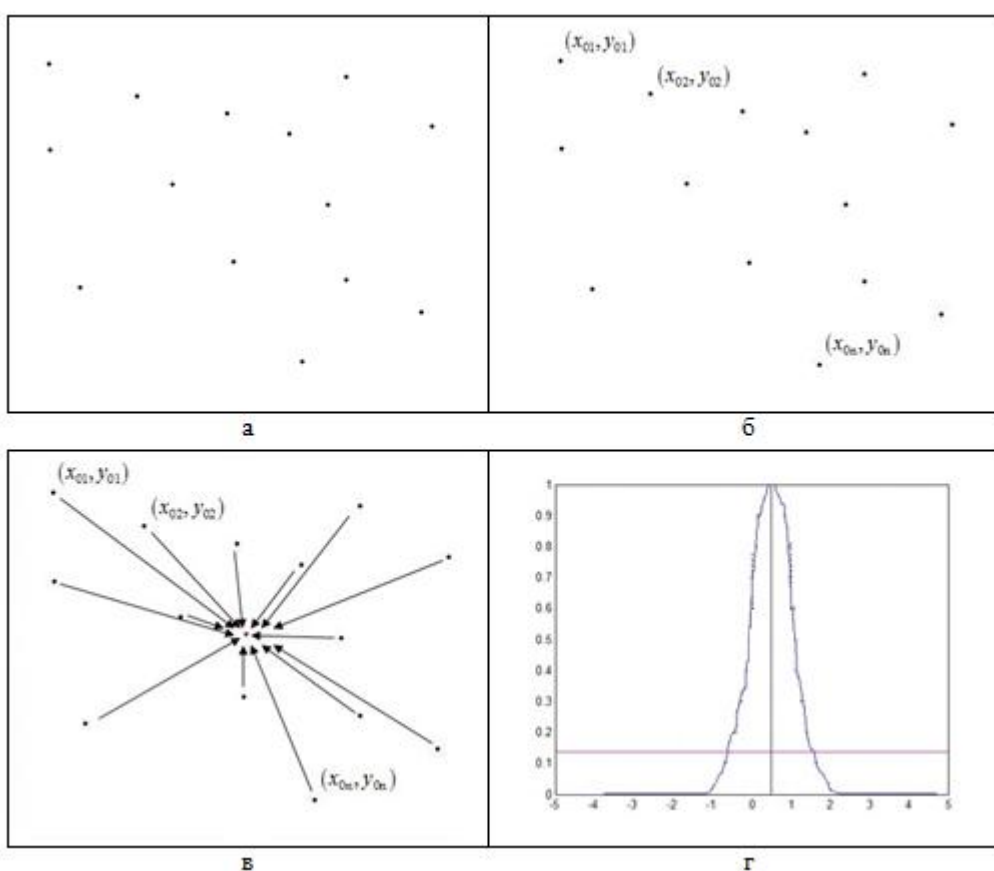 (x₀₁, y₀₁)
(x₀₂, y₀₂)
(x₀ₙ, y₀ₙ)
а
б
(x₀₁, y₀₁)
(x₀₂, y₀₂)
(x₀ₙ, y₀ₙ)
1
0.9
0.8
0.7
0.6
0.5
0.4
0.3
0.2
0.1
0
-5 -4 -3 -2 -1 0 1 2 3 4 5
в
г